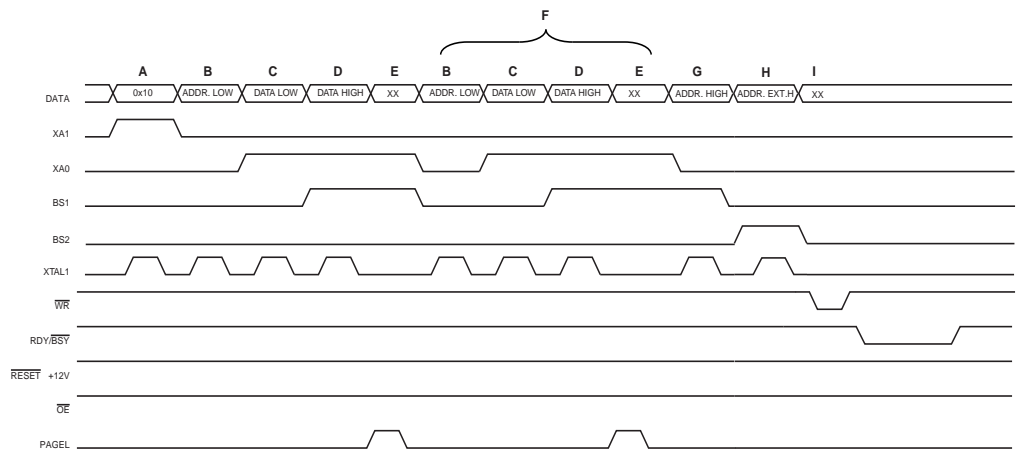 F
A B C D E B C D E G H I
DATA 0x10 ADDR. LOW DATA LOW DATA HIGH XX ADDR. LOW DATA LOW DATA HIGH XX ADDR. HIGH ADDR. EXT.H XX
XA1
XA0
BS1
BS2
XTAL1
WR
RDY/BSY
RESET +12V
OE
PAGEL